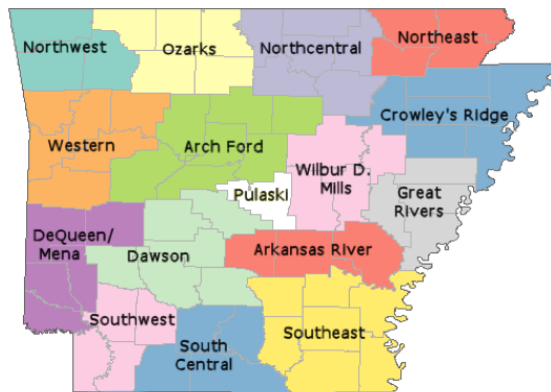 Northwest
Ozarks
Northcentral
Northeast
Crowley's Ridge
Western
Arch Ford
Wilbur D.
Mills
Pulaski
Great
Rivers
DeQueen/
Mena
Dawson
Arkansas River
Southwest
South
Central
Southeast